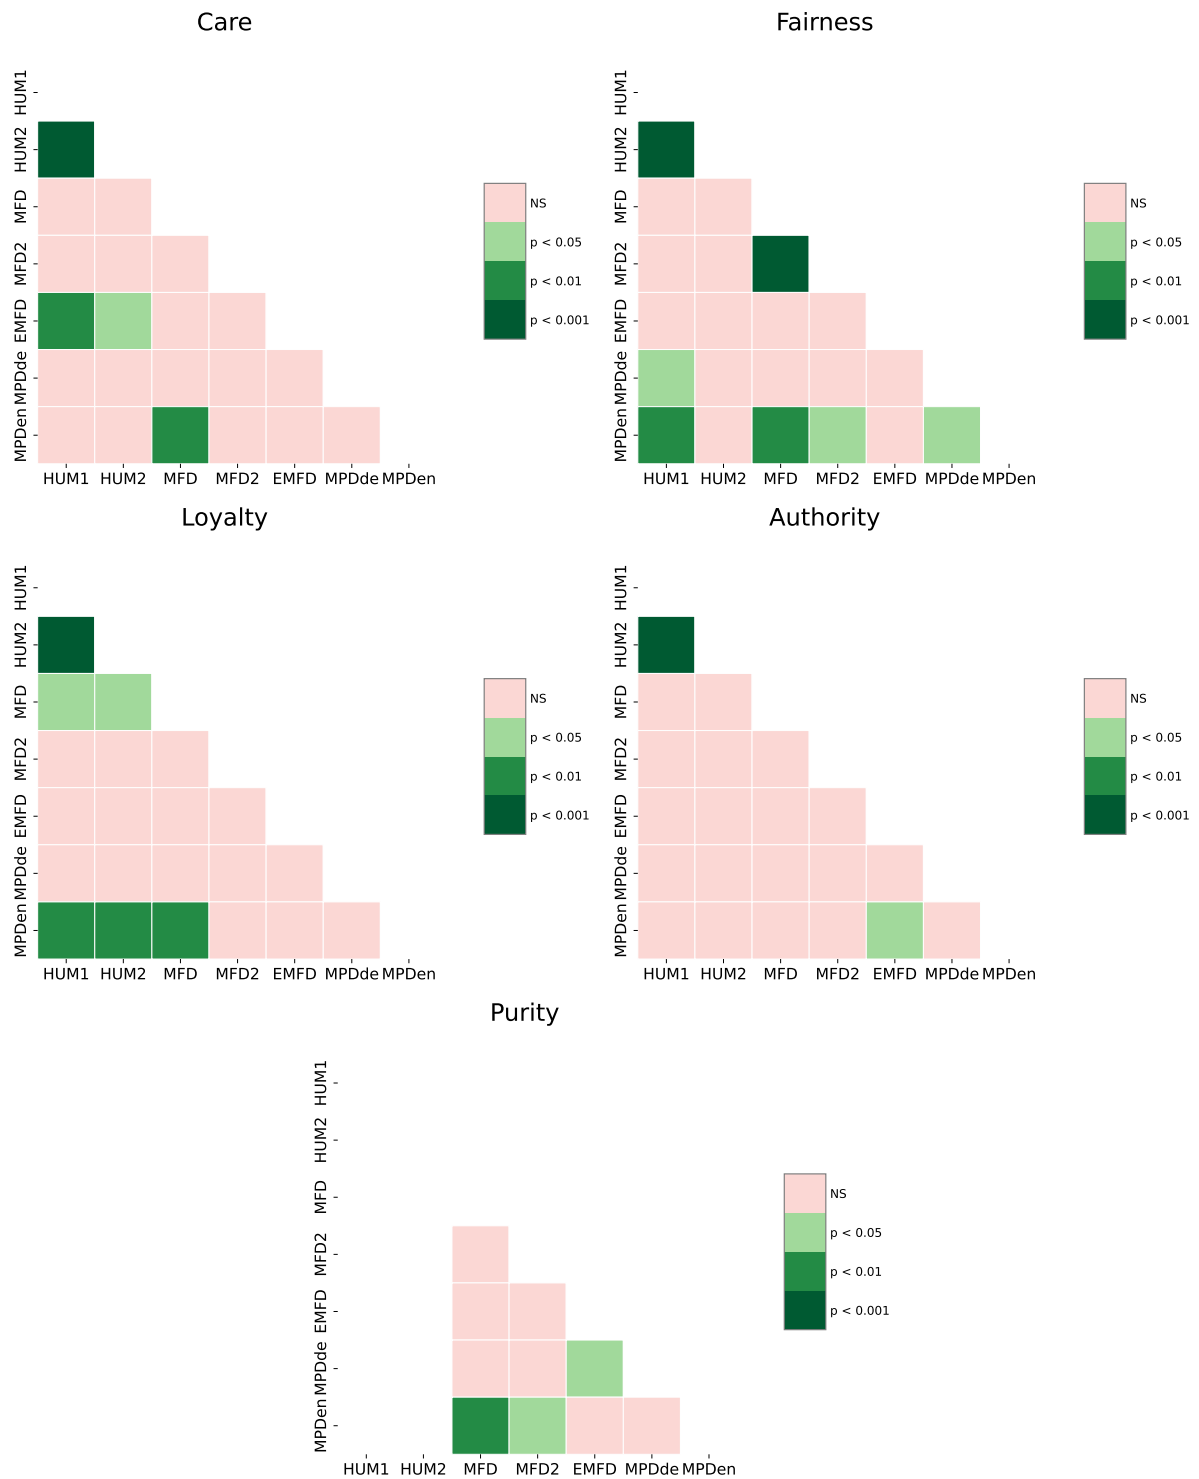 Care
HUM1
HUM2
MFD
MFD2
EMFD
MPDde
MPDen
HUM1 HUM2 MFD MFD2 EMFD MPDde MPDen
NS
p < 0.05
p < 0.01
p < 0.001
Fairness
HUM1
HUM2
MFD
MFD2
EMFD
MPDde
MPDen
HUM1 HUM2 MFD MFD2 EMFD MPDde MPDen
NS
p < 0.05
p < 0.01
p < 0.001
Loyalty
HUM1
HUM2
MFD
MFD2
EMFD
MPDde
MPDen
HUM1 HUM2 MFD MFD2 EMFD MPDde MPDen
NS
p < 0.05
p < 0.01
p < 0.001
Authority
HUM1
HUM2
MFD
MFD2
EMFD
MPDde
MPDen
HUM1 HUM2 MFD MFD2 EMFD MPDde MPDen
NS
p < 0.05
p < 0.01
p < 0.001
Purity
HUM1
HUM2
MFD
MFD2
EMFD
MPDde
MPDen
HUM1 HUM2 MFD MFD2 EMFD MPDde MPDen
NS
p < 0.05
p < 0.01
p < 0.001